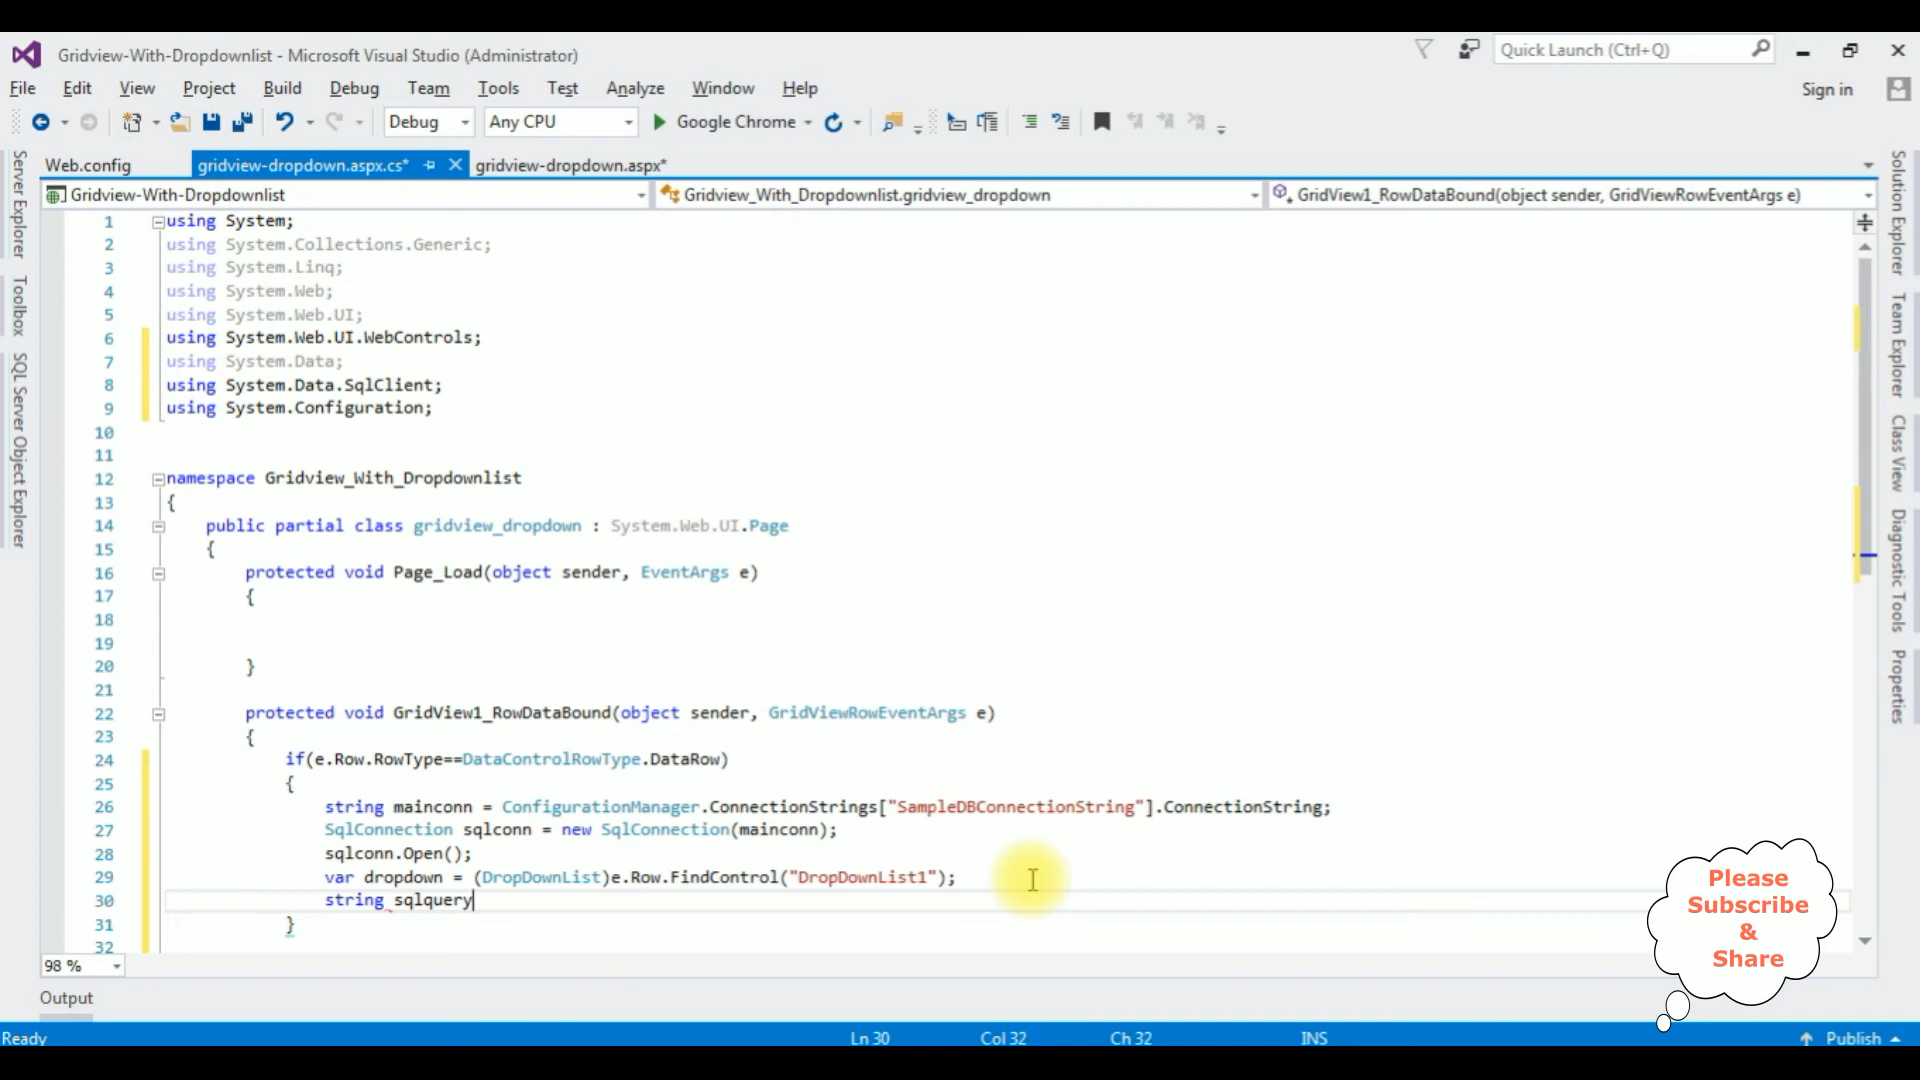 Gridview-With-Dropdownlist - Microsoft Visual Studio (Administrator)
Quick Launch (Ctrl+Q)
File Edit View Project Build Debug Team Tools Test Analyze Window Help
Sign in
Debug Any CPU Google Chrome
Web.config gridview-dropdown.aspx.cs* gridview-dropdown.aspx*
Gridview-With-Dropdownlist Gridview_With_Dropdownlist.gridview_dropdown GridView1_RowDataBound(object sender, GridViewRowEventArgs e)
Server Explorer
Toolbox
SQL Server Object Explorer
1 using System;
2 using System.Collections.Generic;
3 using System.Linq;
4 using System.Web;
5 using System.Web.UI;
6 using System.Web.UI.WebControls;
7 using System.Data;
8 using System.Data.SqlClient;
9 using System.Configuration;
10
11
12 namespace Gridview_With_Dropdownlist
13 {
14 public partial class gridview_dropdown : System.Web.UI.Page
15 {
16 protected void Page_Load(object sender, EventArgs e)
17 {
18
19
20 }
21
22 protected void GridView1_RowDataBound(object sender, GridViewRowEventArgs e)
23 {
24 if(e.Row.RowType==DataControlRowType.DataRow)
25 {
26 string mainconn = ConfigurationManager.ConnectionStrings["SampleDBConnectionString"].ConnectionString;
27 SqlConnection sqlconn = new SqlConnection(mainconn);
28 sqlconn.Open();
29 var dropdown = (DropDownList)e.Row.FindControl("DropDownList1");
30 string sqlquery
31 }
32
Solution Explorer
Team Explorer
Class View
Diagnostic Tools
Properties
Please
Subscribe
&
Share
98 %
Output
Ready Ln 30 Col 32 Ch 32 INS Publish